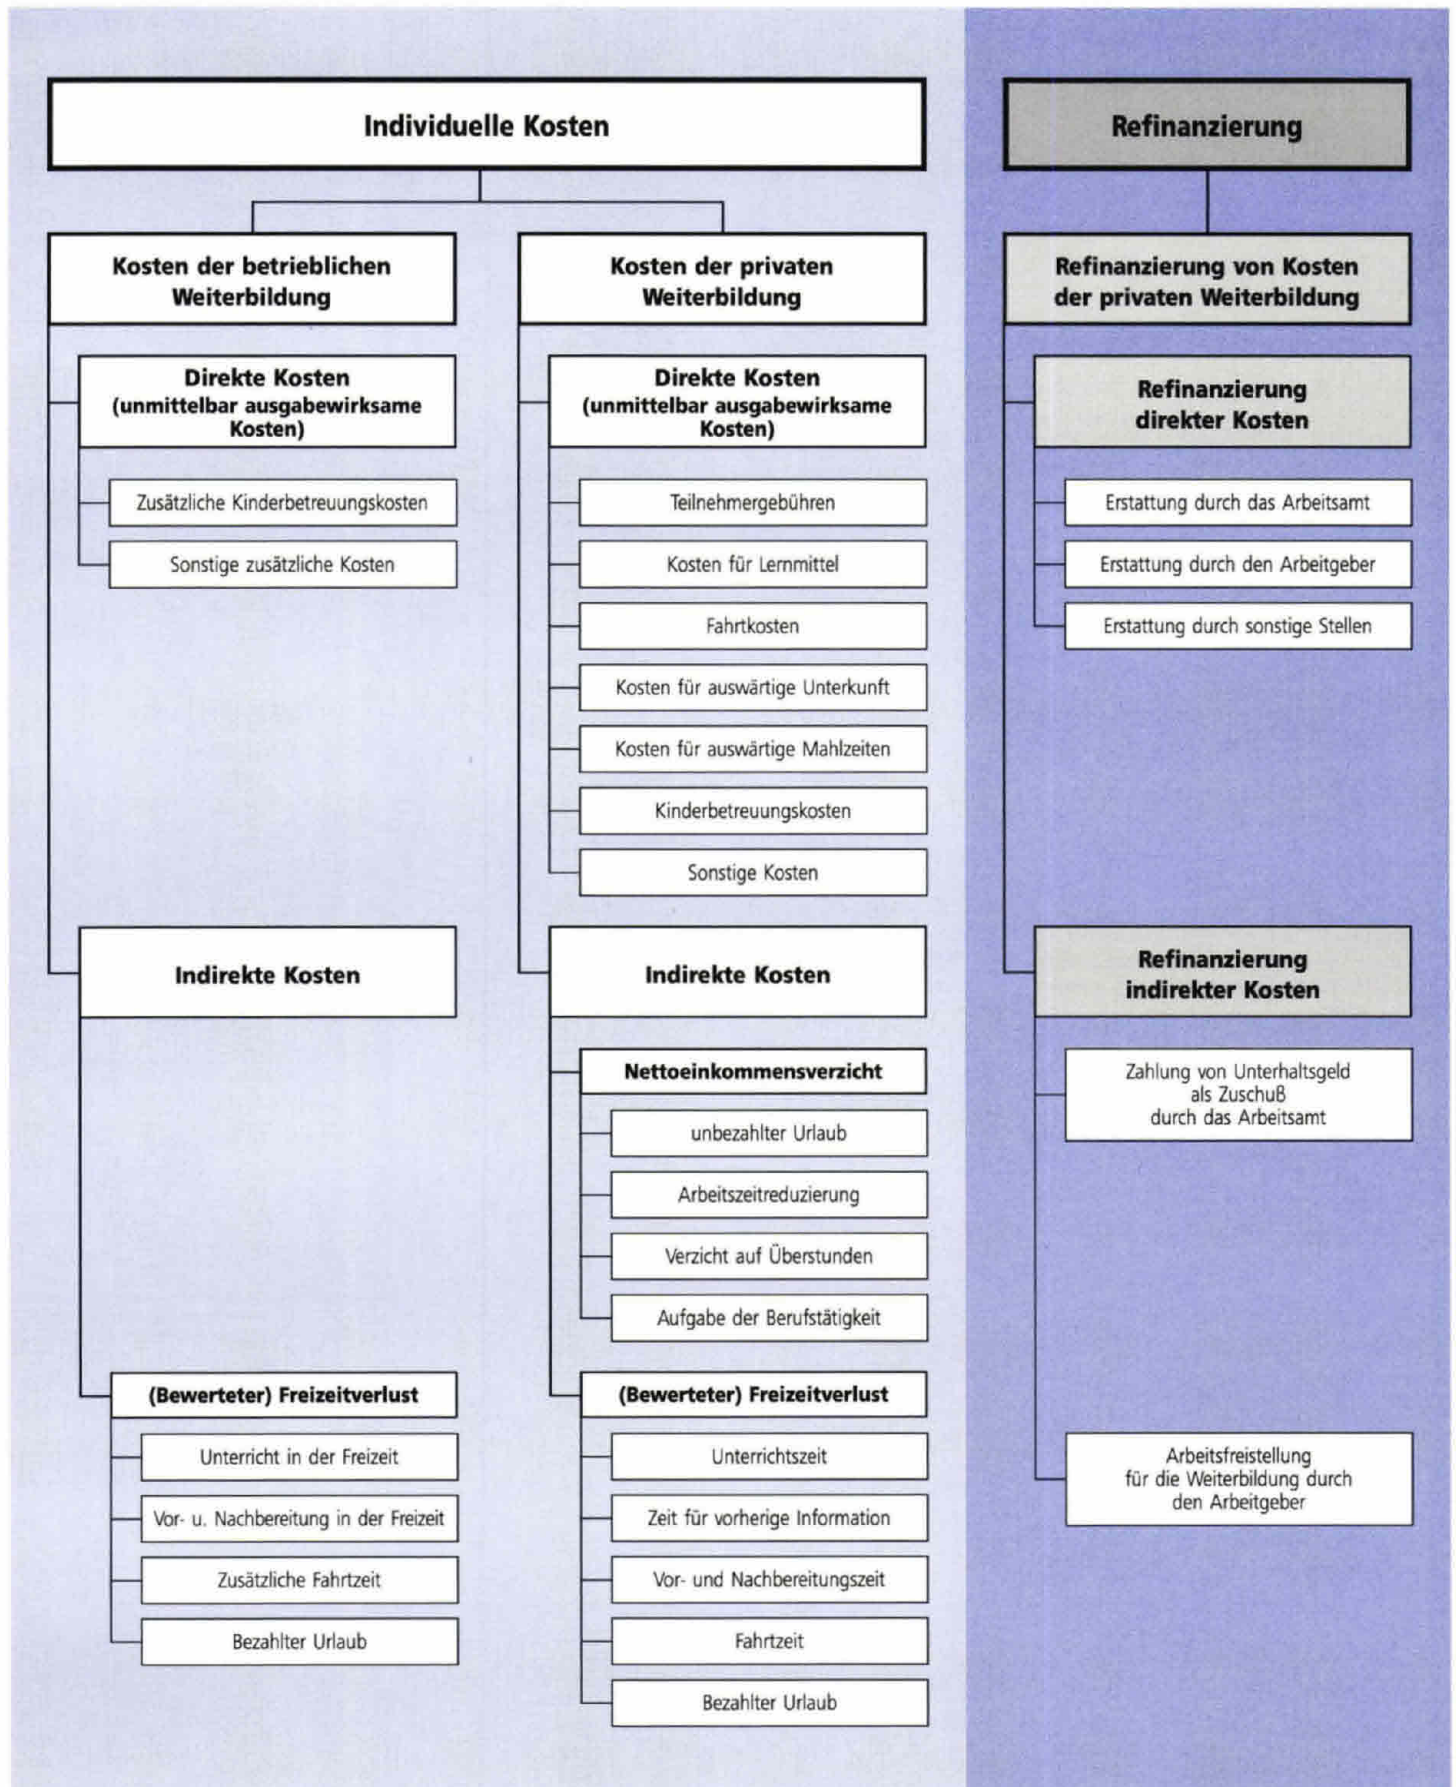 Individuelle Kosten
Kosten der betrieblichen
Weiterbildung
Direkte Kosten
(unmittelbar ausgabewirksame
Kosten)
Zusätzliche Kinderbetreuungskosten
Sonstige zusätzliche Kosten
Indirekte Kosten
(Bewerteter) Freizeitverlust
Unterricht in der Freizeit
Vor- u. Nachbereitung in der Freizeit
Zusätzliche Fahrtzeit
Bezahlter Urlaub
Kosten der privaten
Weiterbildung
Direkte Kosten
(unmittelbar ausgabewirksame
Kosten)
Teilnehmergebühren
Kosten für Lernmittel
Fahrtkosten
Kosten für auswärtige Unterkunft
Kosten für auswärtige Mahlzeiten
Kinderbetreuungskosten
Sonstige Kosten
Indirekte Kosten
Nettoeinkommensverzicht
unbezahlter Urlaub
Arbeitszeitreduzierung
Verzicht auf Überstunden
Aufgabe der Berufstätigkeit
(Bewerteter) Freizeitverlust
Unterrichtszeit
Zeit für vorherige Information
Vor- und Nachbereitungszeit
Fahrtzeit
Bezahlter Urlaub
Refinanzierung
Refinanzierung von Kosten
der privaten Weiterbildung
Refinanzierung
direkter Kosten
Erstattung durch das Arbeitsamt
Erstattung durch den Arbeitgeber
Erstattung durch sonstige Stellen
Refinanzierung
indirekter Kosten
Zahlung von Unterhaltsgeld
als Zuschuß
durch das Arbeitsamt
Arbeitsfreistellung
für die Weiterbildung durch
den Arbeitgeber